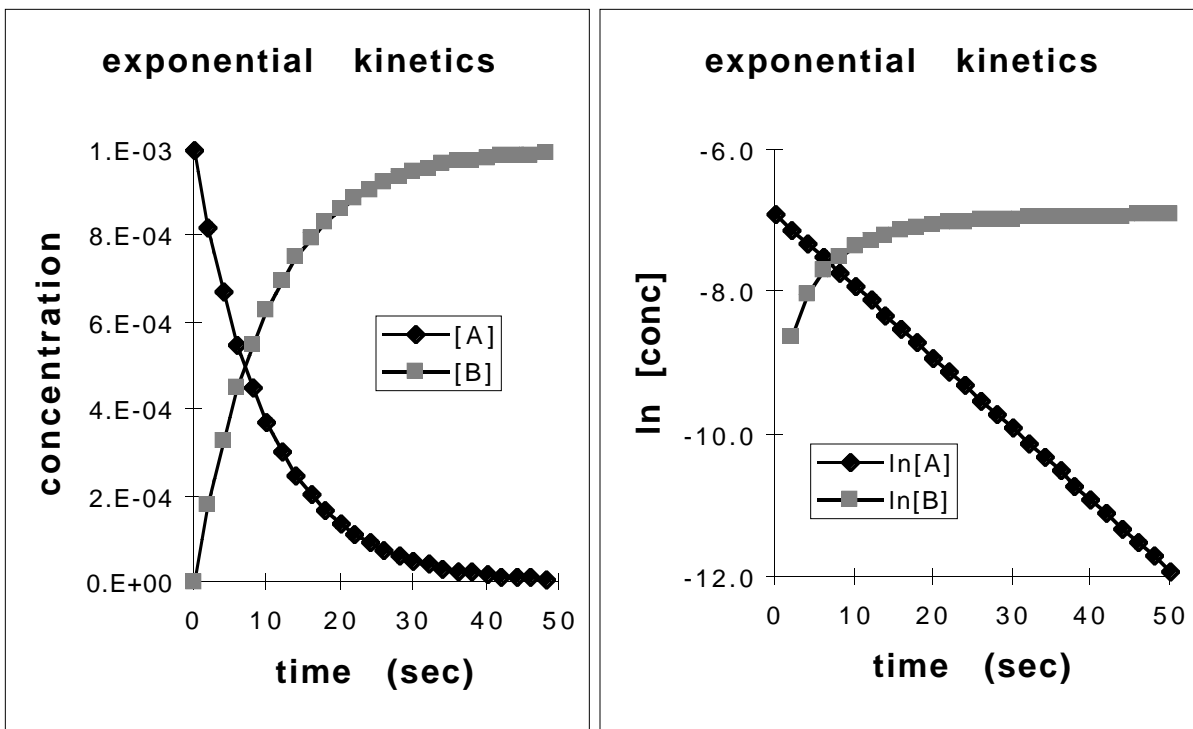 exponential kinetics
concentration
1.E-03
8.E-04
6.E-04
4.E-04
2.E-04
0.E+00
[A]
[B]
0 10 20 30 40 50
time (sec)
exponential kinetics
ln [conc]
-6.0
-8.0
-10.0
-12.0
ln[A]
ln[B]
0 10 20 30 40 50
time (sec)